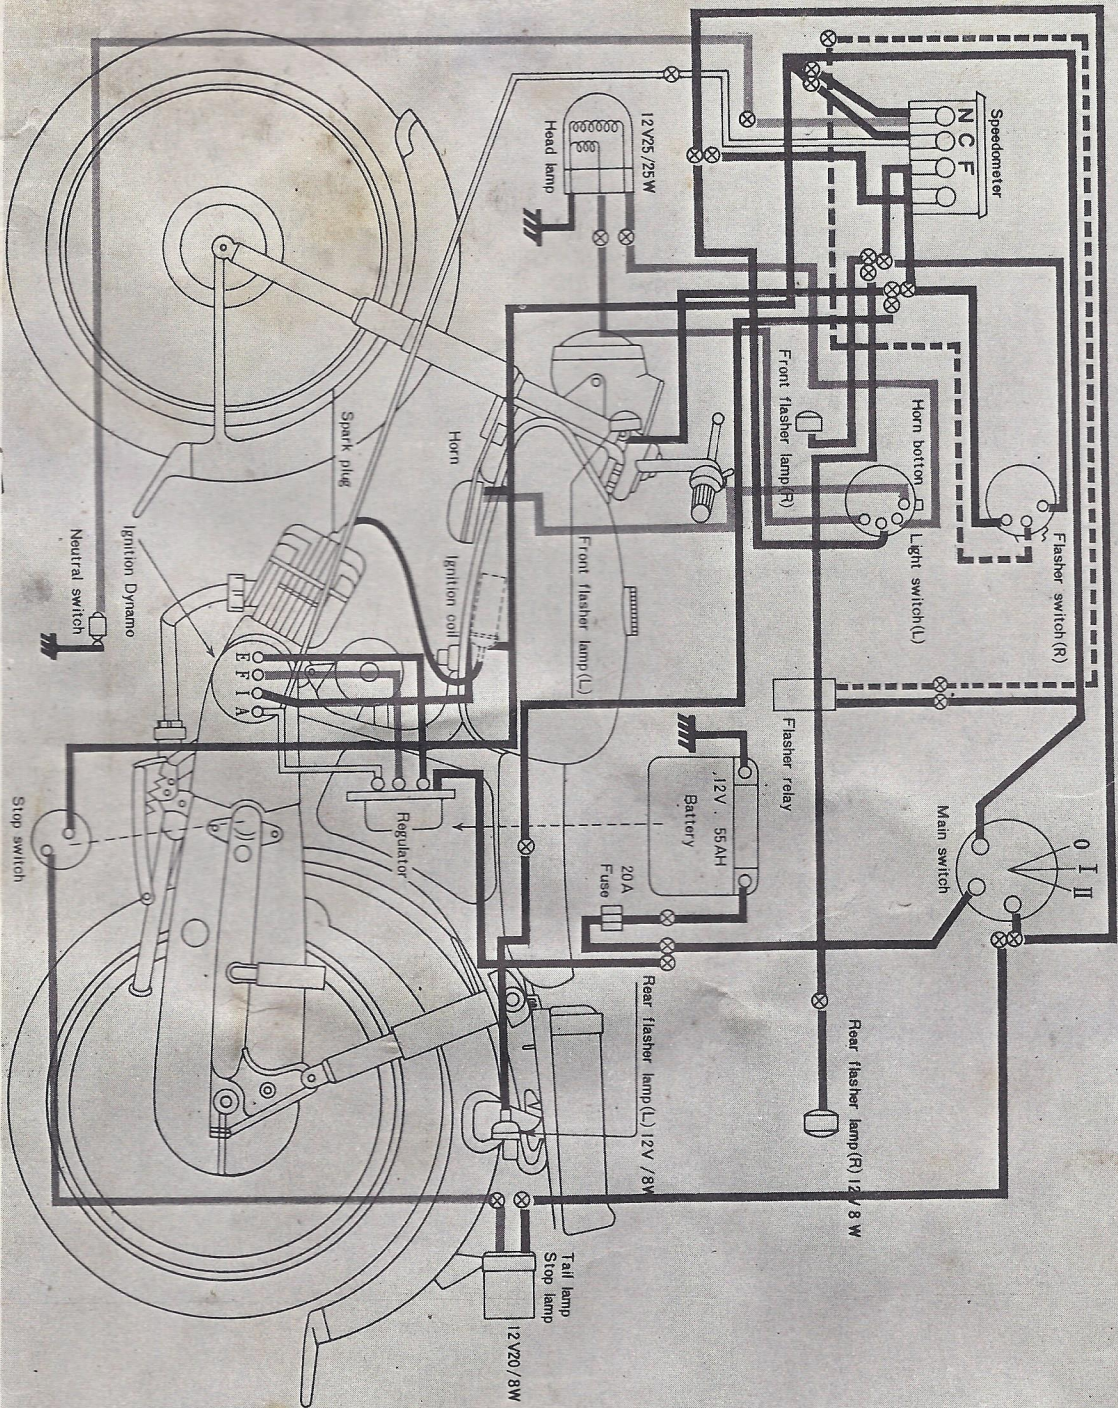 Speedometer
N C F
12V25/25W
Head lamp
Front flasher lamp(R)
Horn botton
Light switch(L)
Flasher switch(R)
Spark plug
Horn
Ignition coil
Front flasher lamp(L)
Ignition Dynamo
Neutral switch
E F I A
Flasher relay
Main switch
O I II
12V. 55AH
Battery
20A
Fuse
Regulator
Stop switch
Rear flasher lamp(L) 12V/8W
Rear flasher lamp(R) 12V 8W
Tail lamp
Stop lamp
12V20/8W